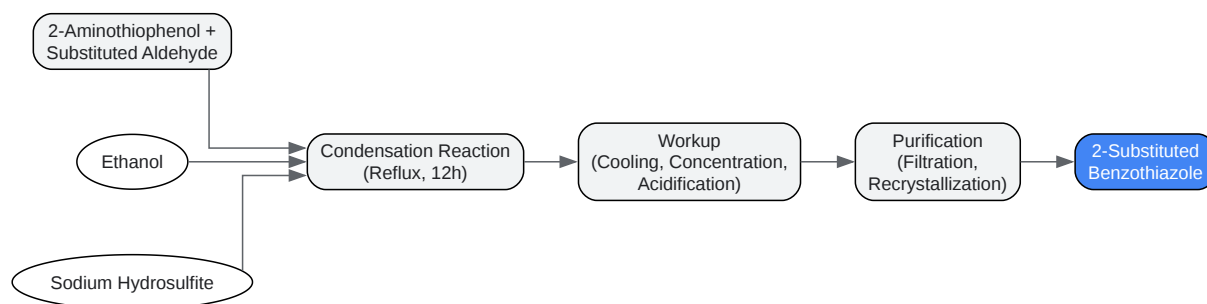 2-Aminothiophenol +
Substituted Aldehyde
Ethanol
Sodium Hydrosulfite
Condensation Reaction
(Reflux, 12h)
Workup
(Cooling, Concentration,
Acidification)
Purification
(Filtration,
Recrystallization)
2-Substituted
Benzothiazole